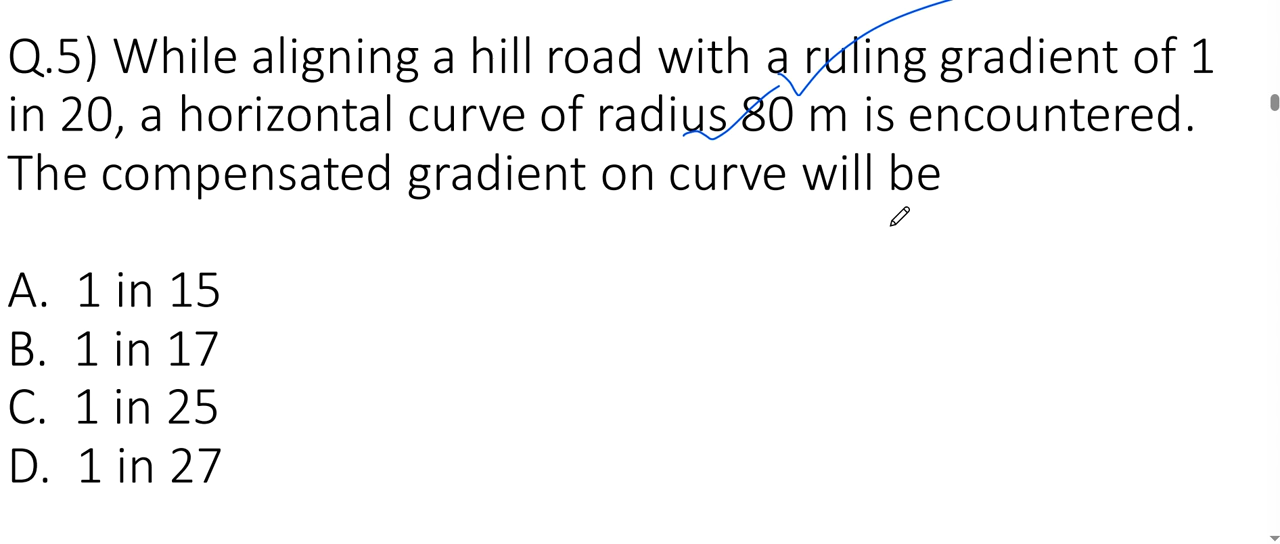 Q.5) While aligning a hill road with a ruling gradient of 1
in 20, a horizontal curve of radius 80 m is encountered.
The compensated gradient on curve will be
A. 1 in 15
B. 1 in 17
C. 1 in 25
D. 1 in 27